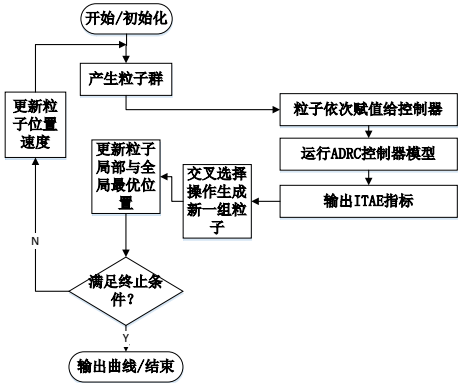 开始/初始化
产生粒子群
更新粒
子位置
速度
粒子依次赋值给控制器
运行ADRC控制器模型
输出ITAE指标
交叉选择
操作生成
新一组粒
子
更新粒子
局部与全
局最优位
置
满足终止条
件？
N
Y
输出曲线/结束